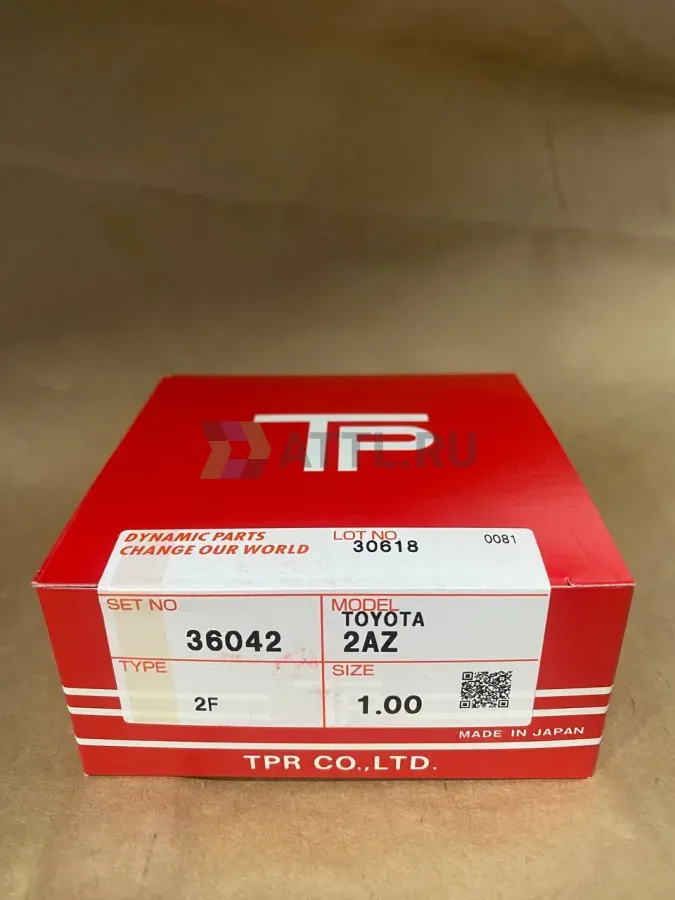 TP
ATTL.RU
DYNAMIC PARTS
CHANGE OUR WORLD
LOT NO.
30618
0081
SET NO
36042
MODEL
TOYOTA
2AZ
TYPE
2F
SIZE
1.00
MADE IN JAPAN
TPR CO.,LTD.